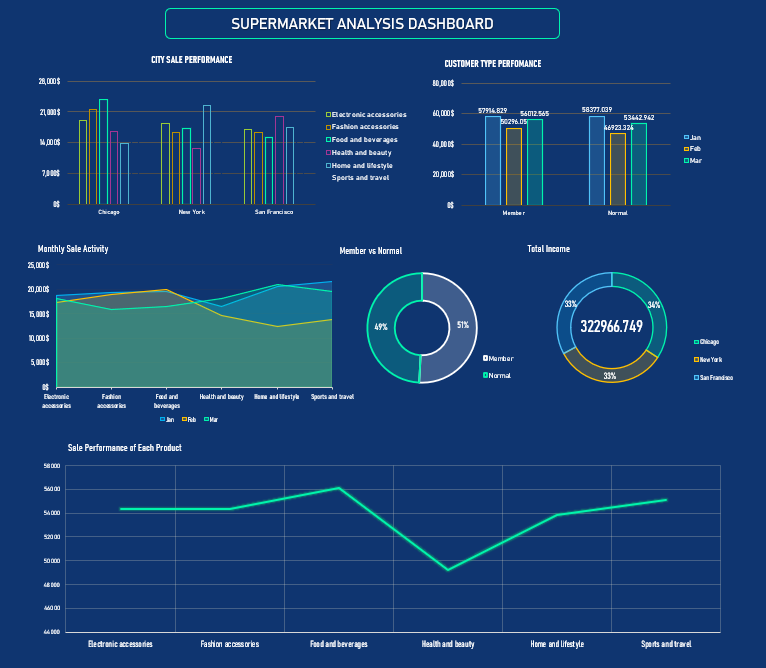 SUPERMARKET ANALYSIS DASHBOARD
CITY SALE PERFORMANCE
28,000$
21,000$
14,000$
7,000$
0$
Chicago
New York
San Francisco
Electronic accessories
Fashion accessories
Food and beverages
Health and beauty
Home and lifestyle
Sports and travel
CUSTOMER TYPE PERFOMANCE
80,000$
60,000$
40,000$
20,000$
0$
57914.829
50296.05
56012.565
58377.039
46923.324
53442.942
Member
Normal
Jan
Feb
Mar
Monthly Sale Activity
25,000$
20,000$
15,000$
10,000$
5,000$
0$
Electronic
accessories
Fashion
accessories
Food and
beverages
Health and beauty
Home and lifestyle
Sports and travel
Jan
Feb
Mar
Member vs Normal
49%
51%
Member
Normal
Total Income
33%
34%
322966.749
33%
Chicago
New York
San Francisco
Sale Performance of Each Product
58000
56000
54000
52000
50000
48000
46000
44000
Electronic accessories
Fashion accessories
Food and beverages
Health and beauty
Home and lifestyle
Sports and travel